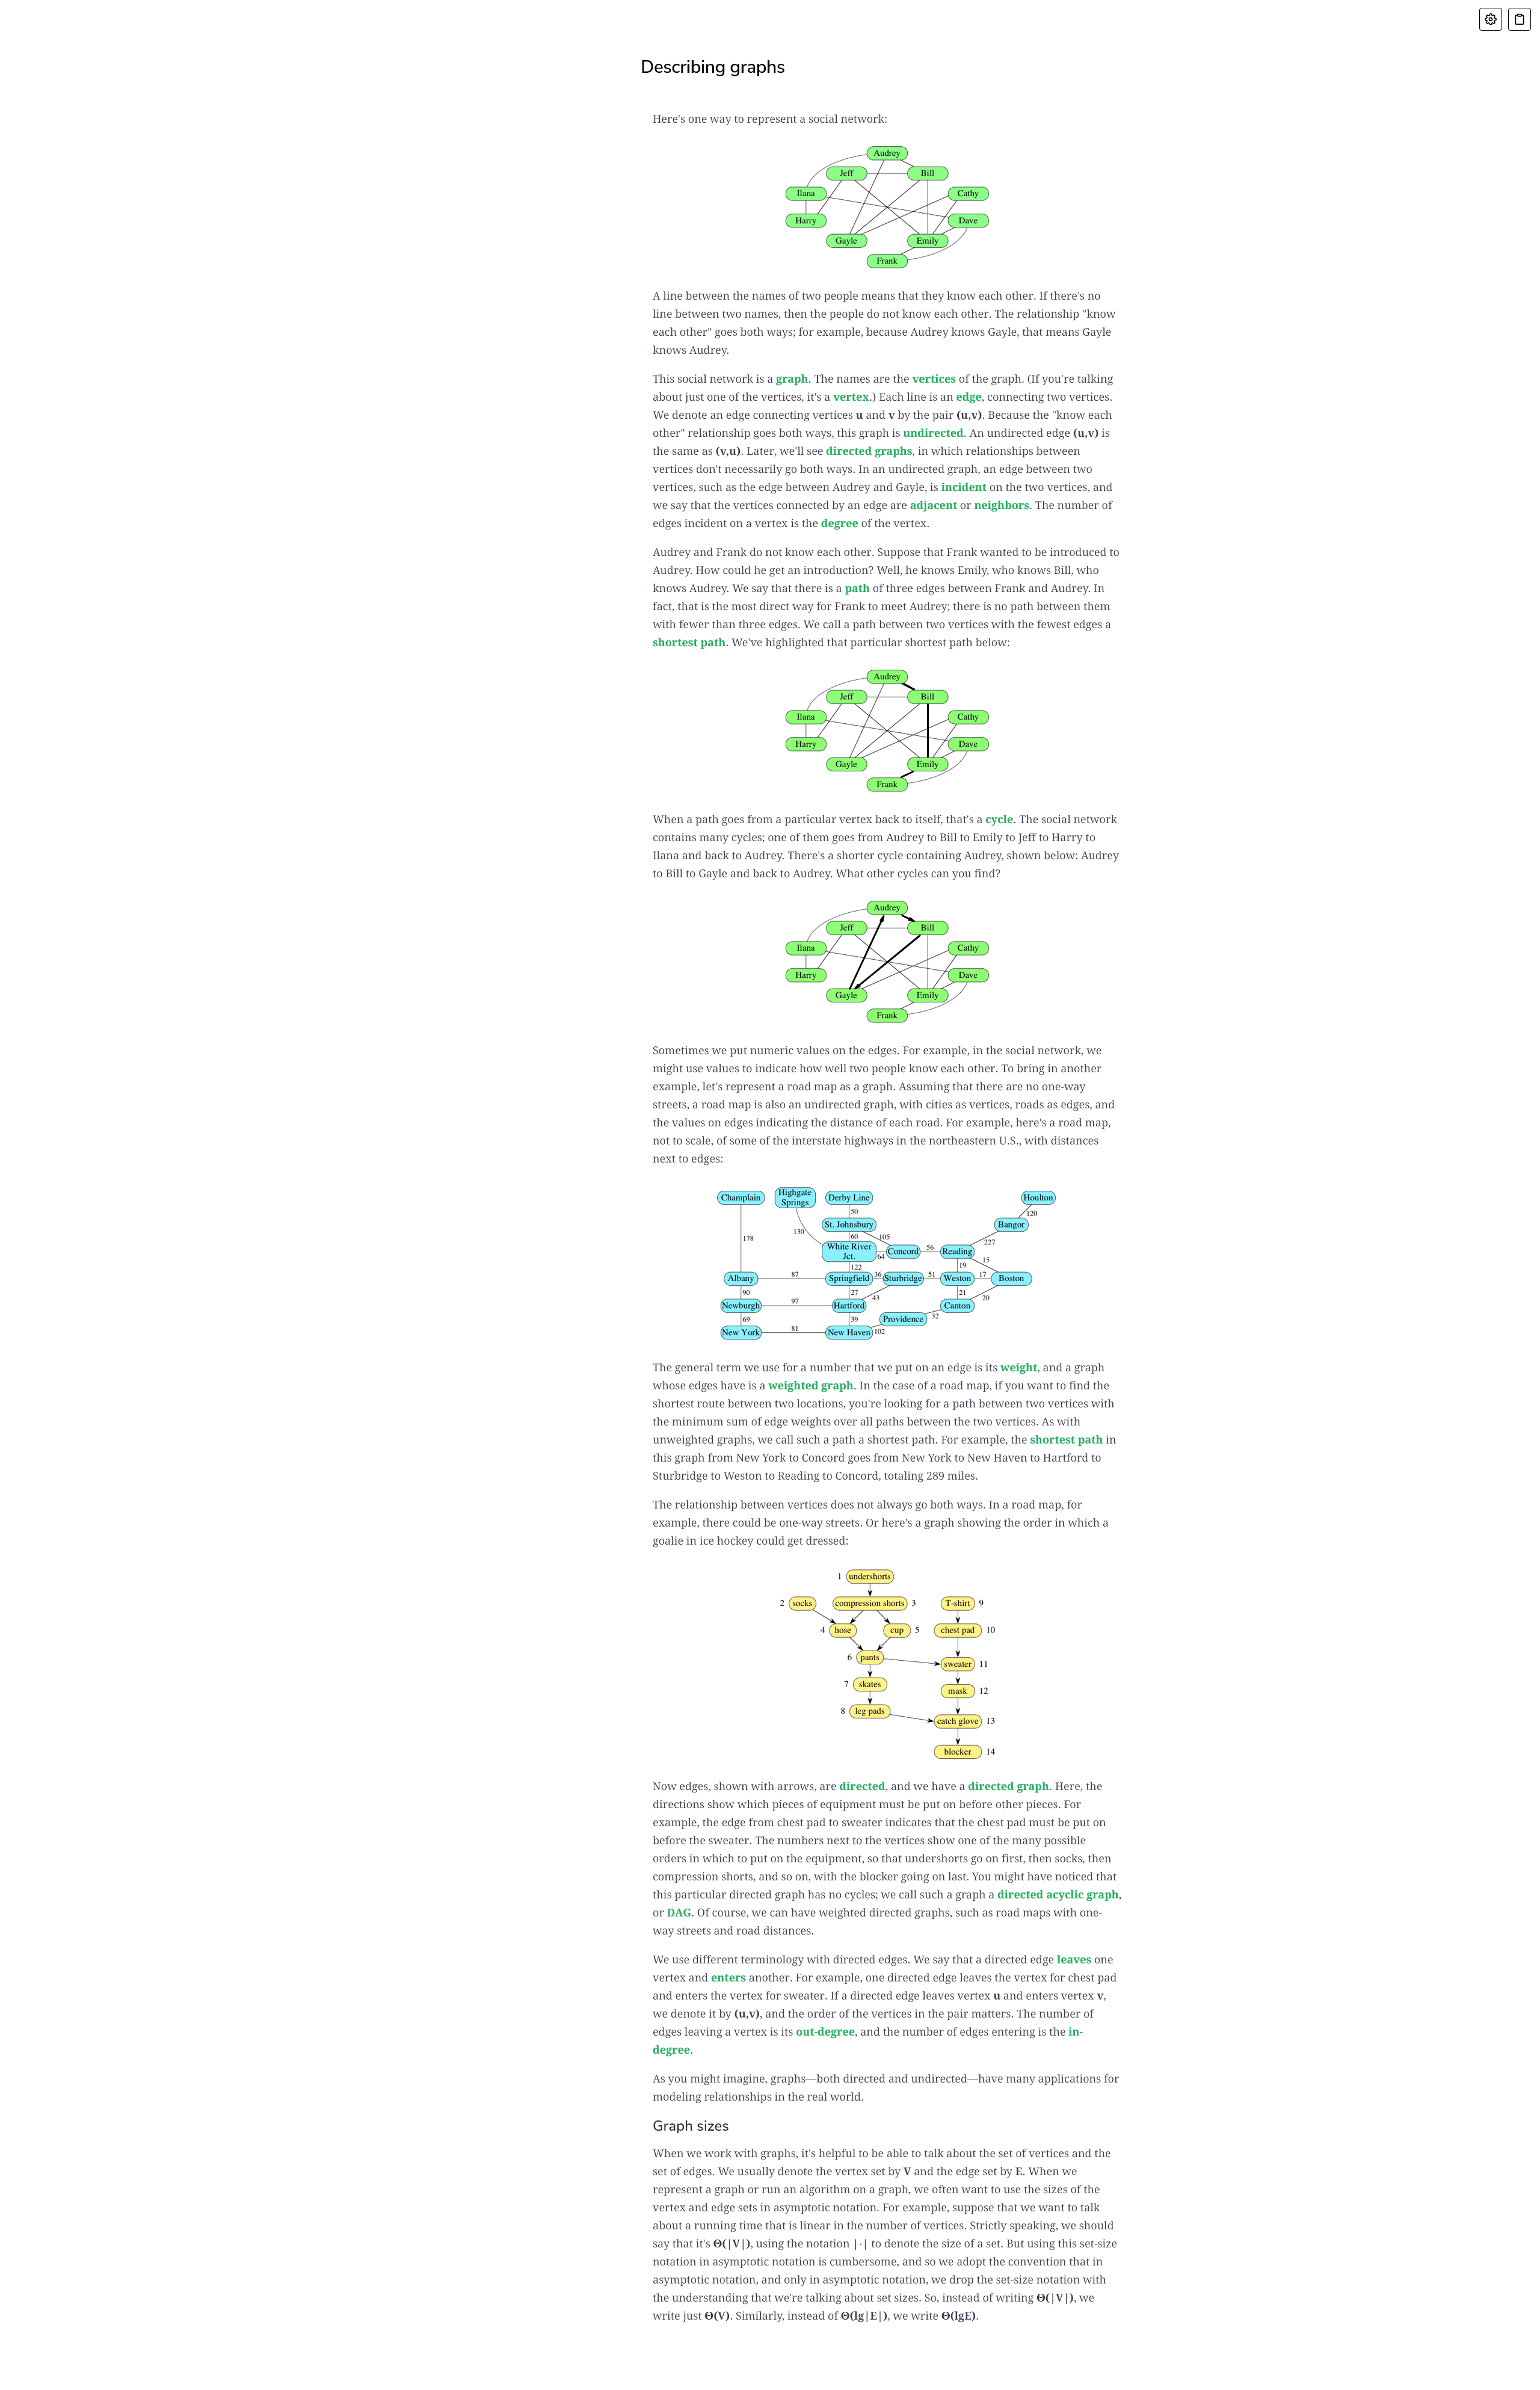 Describing graphs
Here's one way to represent a social network:
Audrey
Jeff
Bill
Ilana
Cathy
Harry
Dave
Gayle
Emily
Frank
A line between the names of two people means that they know each other. If there's no
line between two names, then the people do not know each other. The relationship "know
each other" goes both ways; for example, because Audrey knows Gayle, that means Gayle
knows Audrey.
This social network is a graph. The names are the vertices of the graph. (If you're talking
about just one of the vertices, it's a vertex.) Each line is an edge, connecting two vertices.
We denote an edge connecting vertices u and v by the pair (u,v). Because the "know each
other" relationship goes both ways, this graph is undirected. An undirected edge (u,v) is
the same as (v,u). Later, we'll see directed graphs, in which relationships between
vertices don't necessarily go both ways. In an undirected graph, an edge between two
vertices, such as the edge between Audrey and Gayle, is incident on the two vertices, and
we say that the vertices connected by an edge are adjacent or neighbors. The number of
edges incident on a vertex is the degree of the vertex.
Audrey and Frank do not know each other. Suppose that Frank wanted to be introduced to
Audrey. How could he get an introduction? Well, he knows Emily, who knows Bill, who
knows Audrey. We say that there is a path of three edges between Frank and Audrey. In
fact, that is the most direct way for Frank to meet Audrey; there is no path between them
with fewer than three edges. We call a path between two vertices with the fewest edges a
shortest path. We've highlighted that particular shortest path below:
Audrey
Jeff
Bill
Ilana
Cathy
Harry
Dave
Gayle
Emily
Frank
When a path goes from a particular vertex back to itself, that's a cycle. The social network
contains many cycles; one of them goes from Audrey to Bill to Emily to Jeff to Harry to
Ilana and back to Audrey. There's a shorter cycle containing Audrey, shown below: Audrey
to Bill to Gayle and back to Audrey. What other cycles can you find?
Audrey
Jeff
Bill
Ilana
Cathy
Harry
Dave
Gayle
Emily
Frank
Sometimes we put numeric values on the edges. For example, in the social network, we
might use values to indicate how well two people know each other. To bring in another
example, let's represent a road map as a graph. Assuming that there are no one-way
streets, a road map is also an undirected graph, with cities as vertices, roads as edges, and
the values on edges indicating the distance of each road. For example, here's a road map,
not to scale, of some of the interstate highways in the northeastern U.S., with distances
next to edges:
Champlain
Highgate
Springs
Derby Line
Houlton
50
120
St. Johnsbury
Bangor
178
130
60
105
227
White River
Jct.
64
Concord
56
Reading
122
19
15
Albany
87
Springfield
36
Sturbridge
51
Weston
17
Boston
90
27
43
21
20
Newburgh
97
Hartford
Canton
69
39
Providence
32
New York
81
New Haven
102
The general term we use for a number that we put on an edge is its weight, and a graph
whose edges have is a weighted graph. In the case of a road map, if you want to find the
shortest route between two locations, you're looking for a path between two vertices with
the minimum sum of edge weights over all paths between the two vertices. As with
unweighted graphs, we call such a path a shortest path. For example, the shortest path in
this graph from New York to Concord goes from New York to New Haven to Hartford to
Sturbridge to Weston to Reading to Concord, totaling 289 miles.
The relationship between vertices does not always go both ways. In a road map, for
example, there could be one-way streets. Or here's a graph showing the order in which a
goalie in ice hockey could get dressed:
1 undershorts
2 socks
compression shorts 3
T-shirt 9
4 hose
cup 5
chest pad 10
6 pants
sweater 11
7 skates
mask 12
8 leg pads
catch glove 13
blocker 14
Now edges, shown with arrows, are directed, and we have a directed graph. Here, the
directions show which pieces of equipment must be put on before other pieces. For
example, the edge from chest pad to sweater indicates that the chest pad must be put on
before the sweater. The numbers next to the vertices show one of the many possible
orders in which to put on the equipment, so that undershorts go on first, then socks, then
compression shorts, and so on, with the blocker going on last. You might have noticed that
this particular directed graph has no cycles; we call such a graph a directed acyclic graph,
or DAG. Of course, we can have weighted directed graphs, such as road maps with one-
way streets and road distances.
We use different terminology with directed edges. We say that a directed edge leaves one
vertex and enters another. For example, one directed edge leaves the vertex for chest pad
and enters the vertex for sweater. If a directed edge leaves vertex u and enters vertex v,
we denote it by (u,v), and the order of the vertices in the pair matters. The number of
edges leaving a vertex is its out-degree, and the number of edges entering is the in-
degree.
As you might imagine, graphs—both directed and undirected—have many applications for
modeling relationships in the real world.
Graph sizes
When we work with graphs, it's helpful to be able to talk about the set of vertices and the
set of edges. We usually denote the vertex set by V and the edge set by E. When we
represent a graph or run an algorithm on a graph, we often want to use the sizes of the
vertex and edge sets in asymptotic notation. For example, suppose that we want to talk
about a running time that is linear in the number of vertices. Strictly speaking, we should
say that it's Θ(|V|), using the notation |·| to denote the size of a set. But using this set-size
notation in asymptotic notation is cumbersome, and so we adopt the convention that in
asymptotic notation, and only in asymptotic notation, we drop the set-size notation with
the understanding that we're talking about set sizes. So, instead of writing Θ(|V|), we
write just Θ(V). Similarly, instead of Θ(lg|E|), we write Θ(lgE).